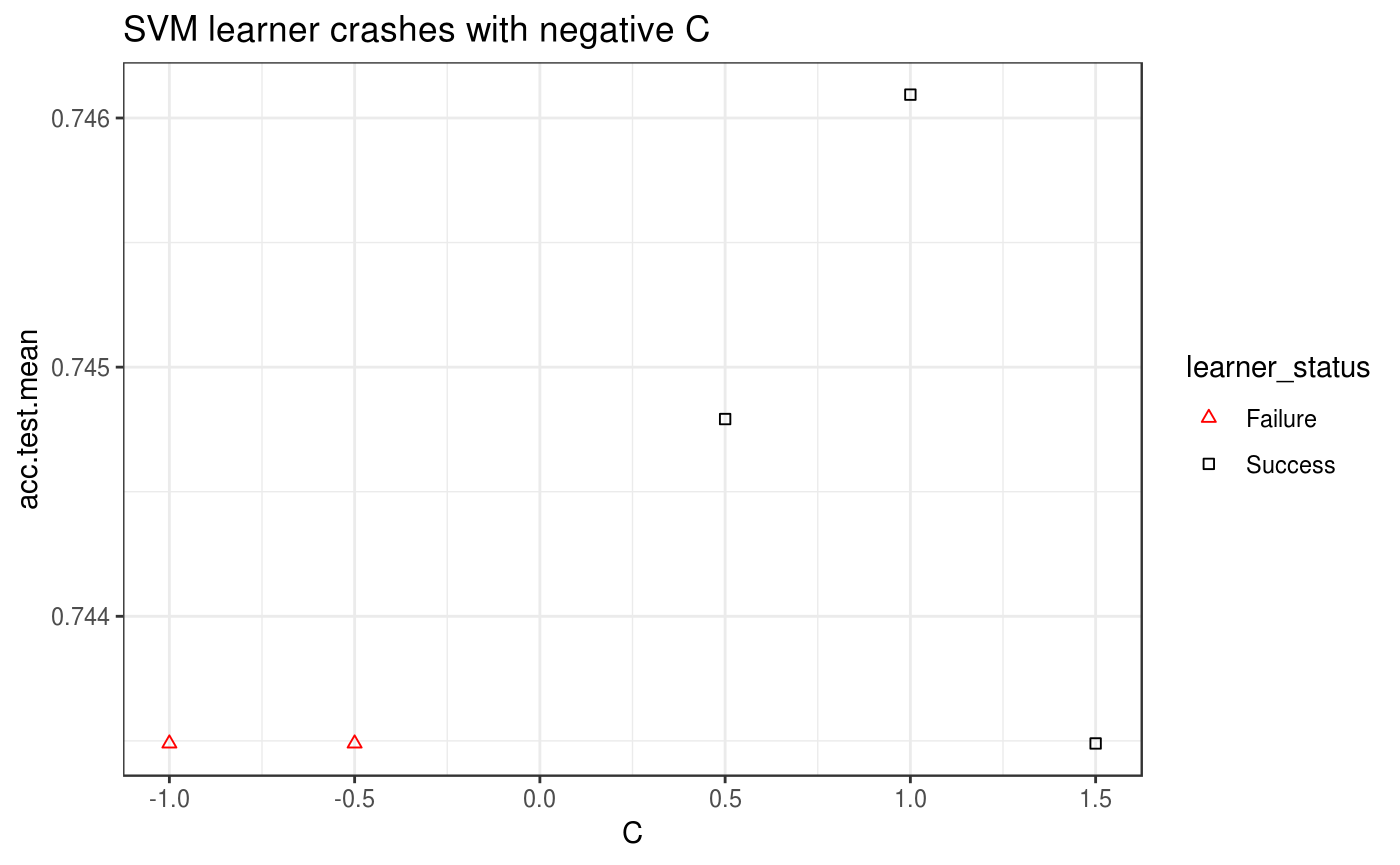 SVM learner crashes with negative C
0.746
0.745
0.744
acc.test.mean
-1.0 -0.5 0.0 0.5 1.0 1.5
C
learner_status
Failure
Success